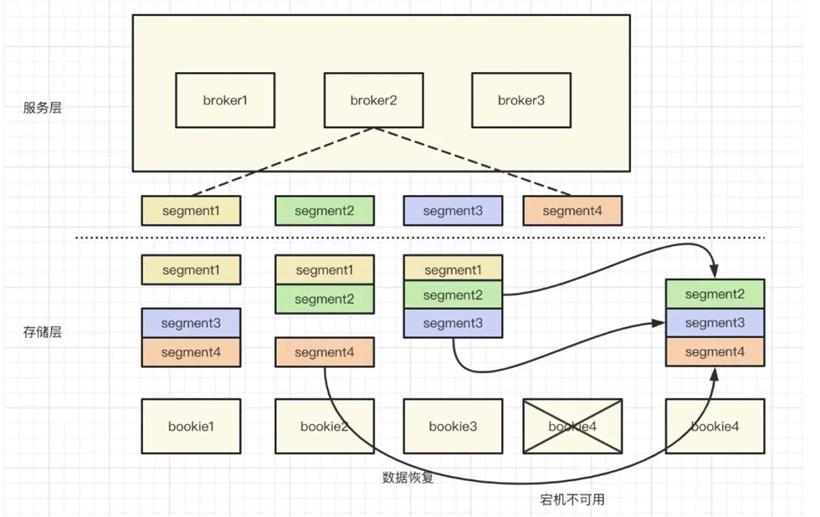 服务层
broker1
broker2
broker3
segment1
segment2
segment3
segment4
存储层
segment1
segment3
segment4
segment1
segment2
segment4
segment1
segment2
segment3
segment2
segment3
segment4
bookie1
bookie2
bookie3
bookie4
bookie4
数据恢复
宕机不可用